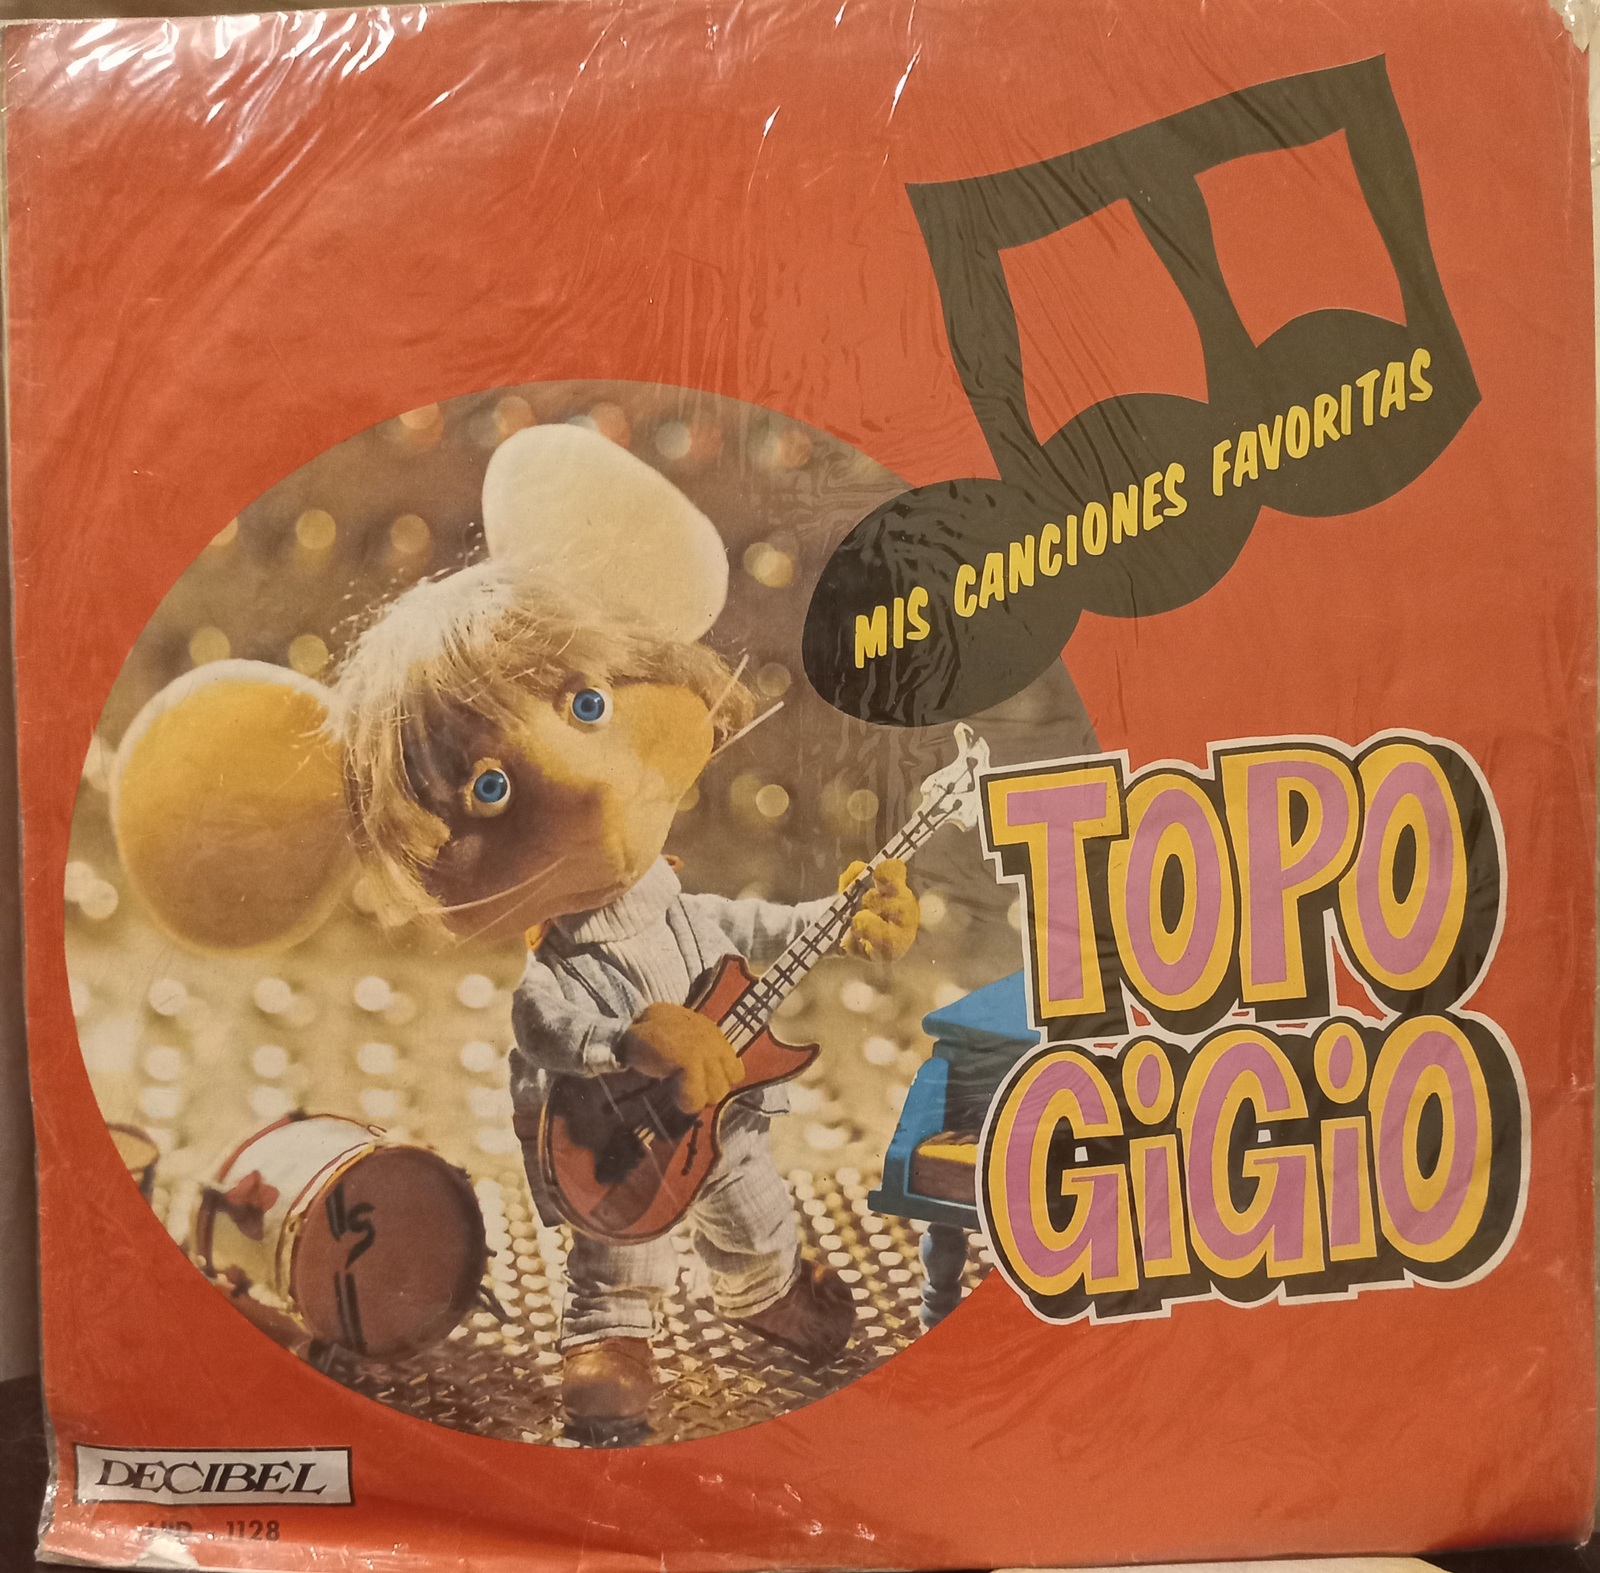 MIS CANCIONES FAVORITAS
TOPO
GiGiO
DECIBEL
1128